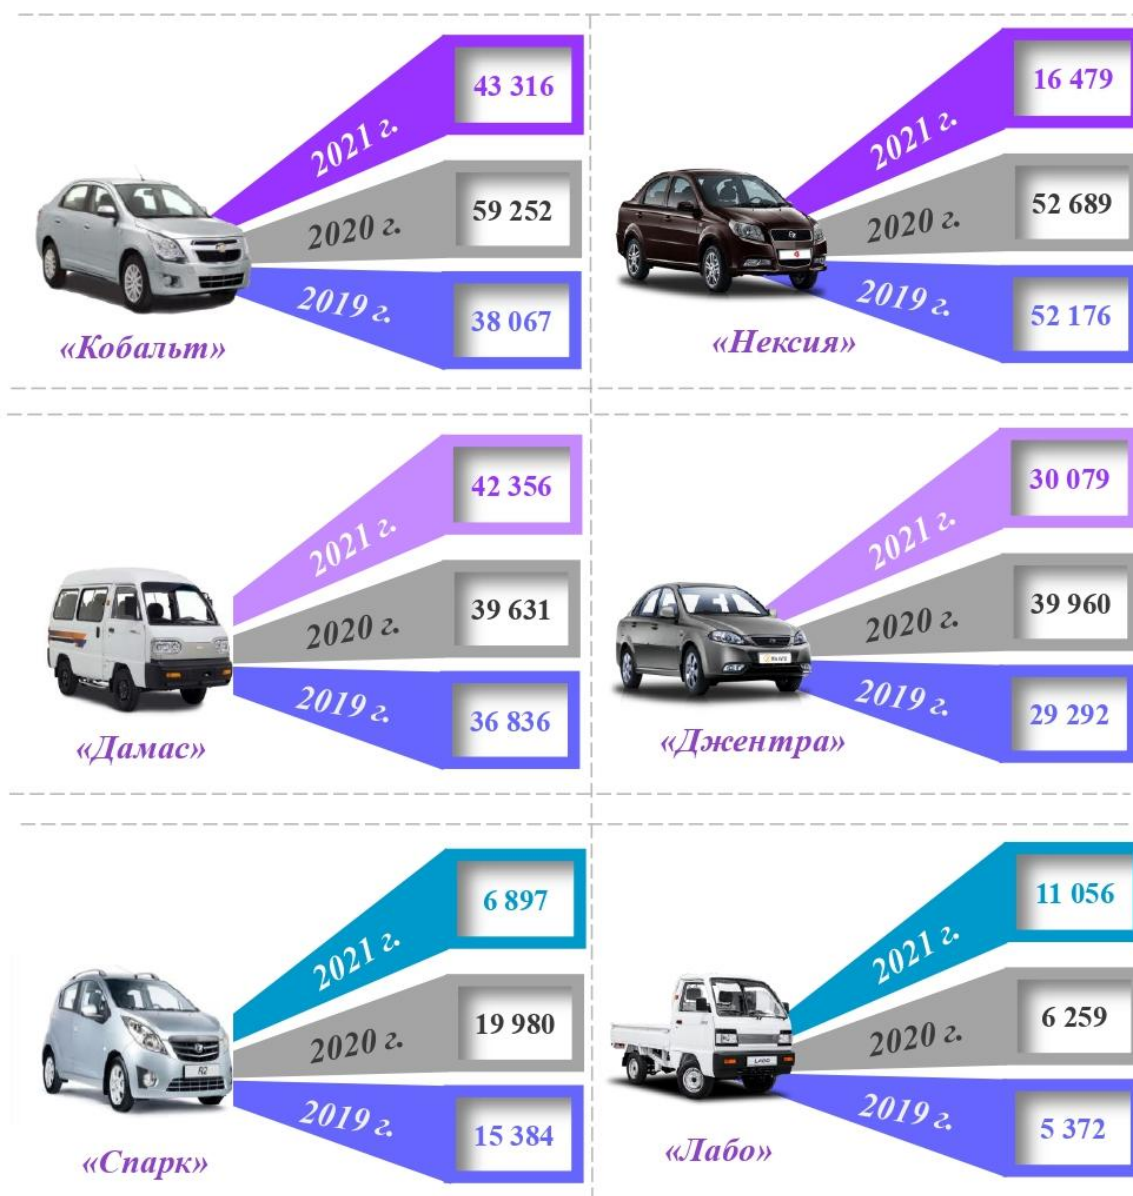 43 316
2021 г.
59 252
2020 г.
2019 г.
38 067
«Кобальт»
16 479
2021 г.
52 689
2020 г.
2019 г.
52 176
«Нексия»
42 356
2021 г.
39 631
2020 г.
2019 г.
36 836
«Дамас»
30 079
2021 г.
39 960
2020 г.
2019 г.
29 292
«Джентра»
6 897
2021 г.
19 980
2020 г.
2019 г.
15 384
«Спарк»
11 056
2021 г.
6 259
2020 г.
LABO
2019 г.
5 372
«Лабо»